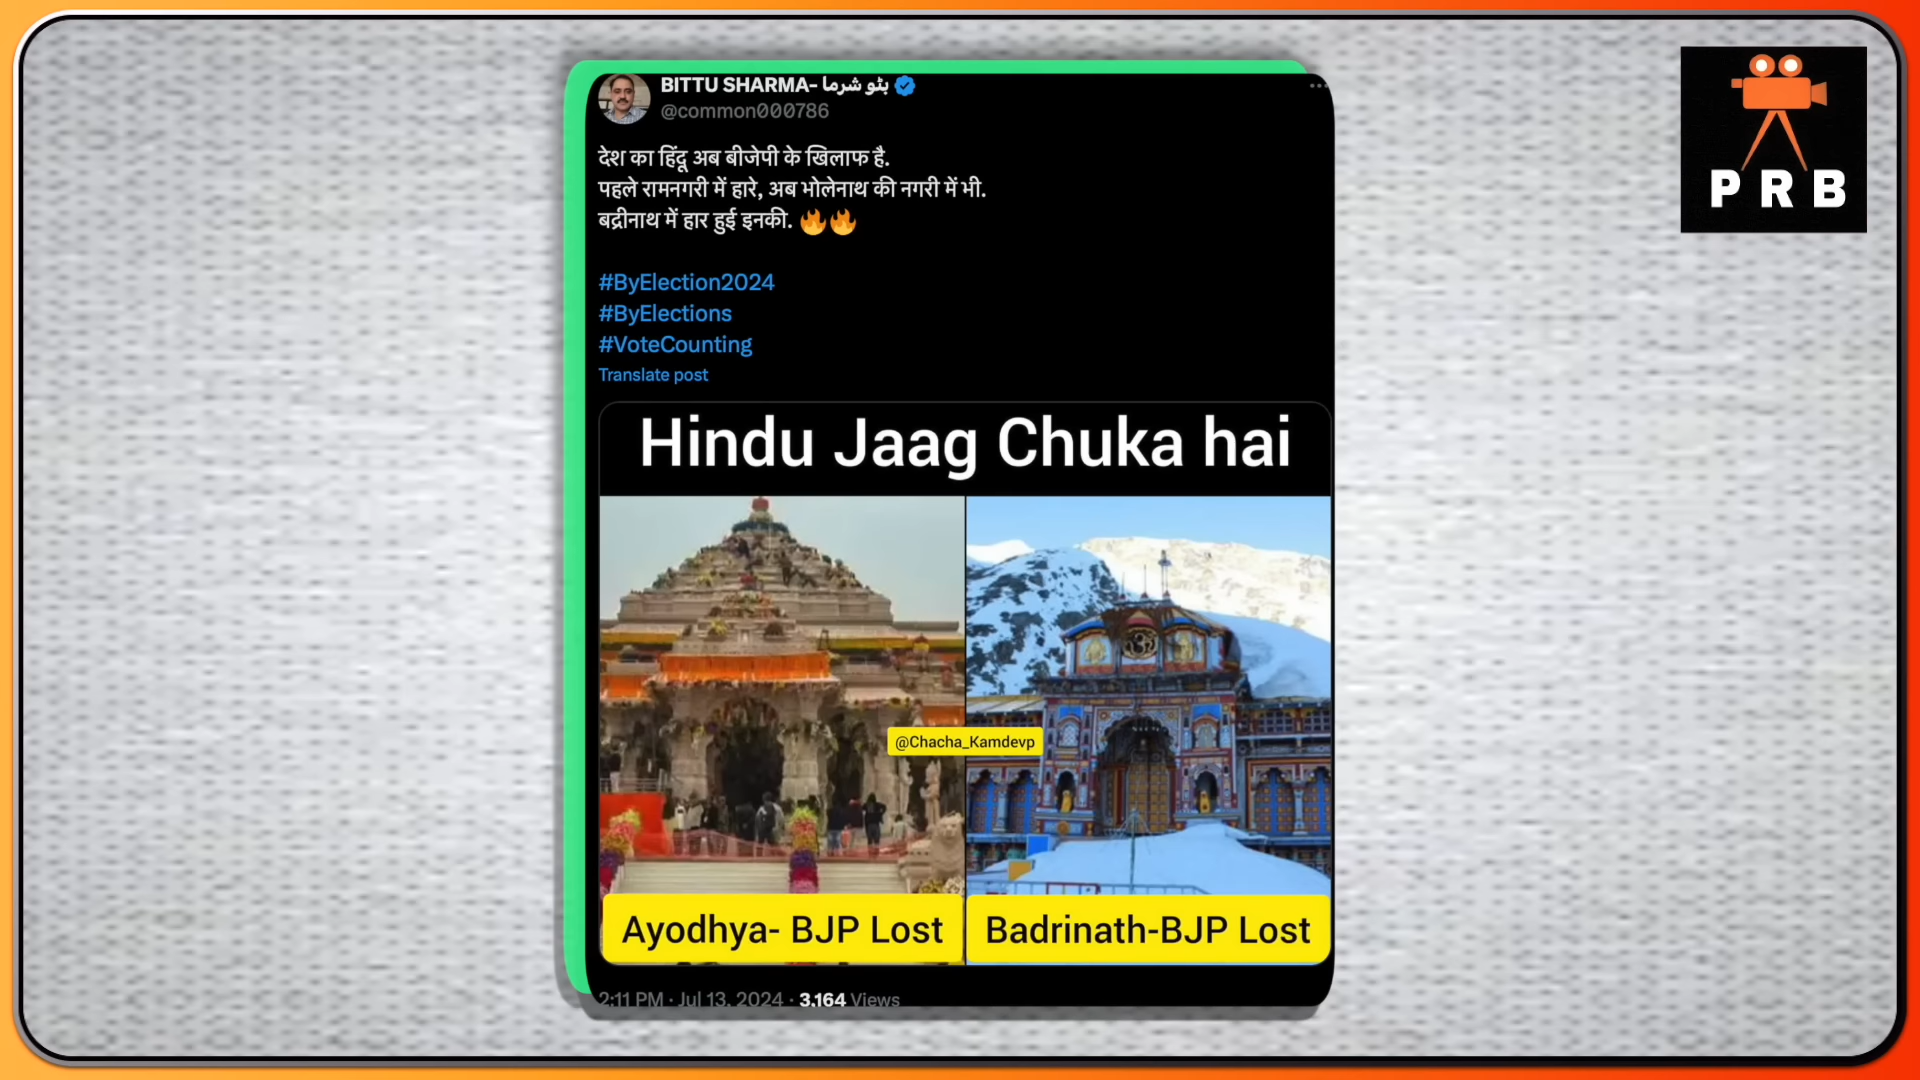 BITTU SHARMA- بٹو شرما
@common000786
देश का हिंदू अब बीजेपी के खिलाफ है.
पहले रामनगरी में हारे, अब भोलेनाथ की नगरी में भी.
बद्रीनाथ में हार हुई इनकी. 🔥🔥
#ByElection2024
#ByElections
#VoteCounting
Translate post
Hindu Jaag Chuka hai
@Chacha_Kamdevp
Ayodhya- BJP Lost
Badrinath-BJP Lost
2:11 PM · Jul 13, 2024 · 3,164 Views
P R B